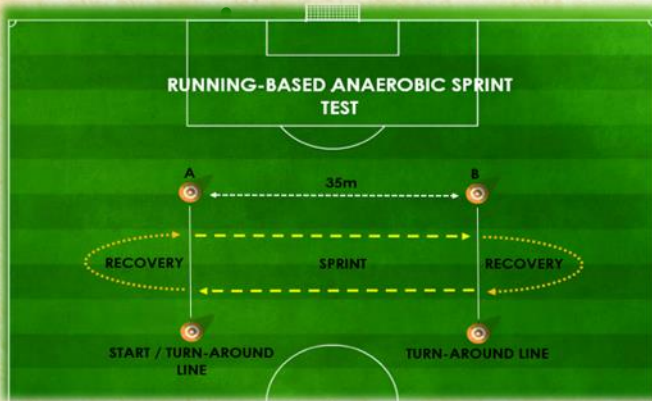 RUNNING-BASED ANAEROBIC SPRINT
TEST
A
B
35m
RECOVERY
SPRINT
RECOVERY
START / TURN-AROUND
LINE
TURN-AROUND LINE